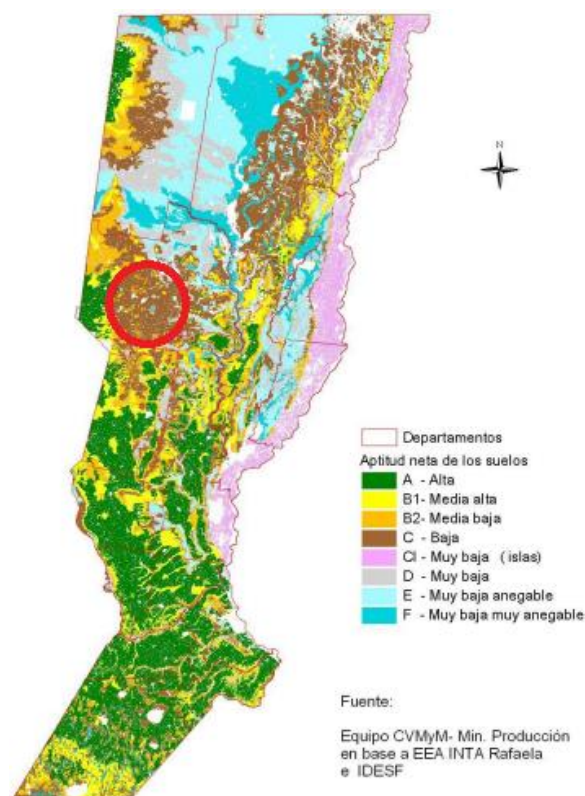 N
Departamentos
Aptitud neta de los suelos
A - Alta
B1- Media alta
B2- Media baja
C - Baja
CI - Muy baja ( islas)
D - Muy baja
E - Muy baja anegable
F - Muy baja muy anegable
Fuente:
Equipo CVMyM- Min. Producción
en base a EEA INTA Rafaela
e IDESF